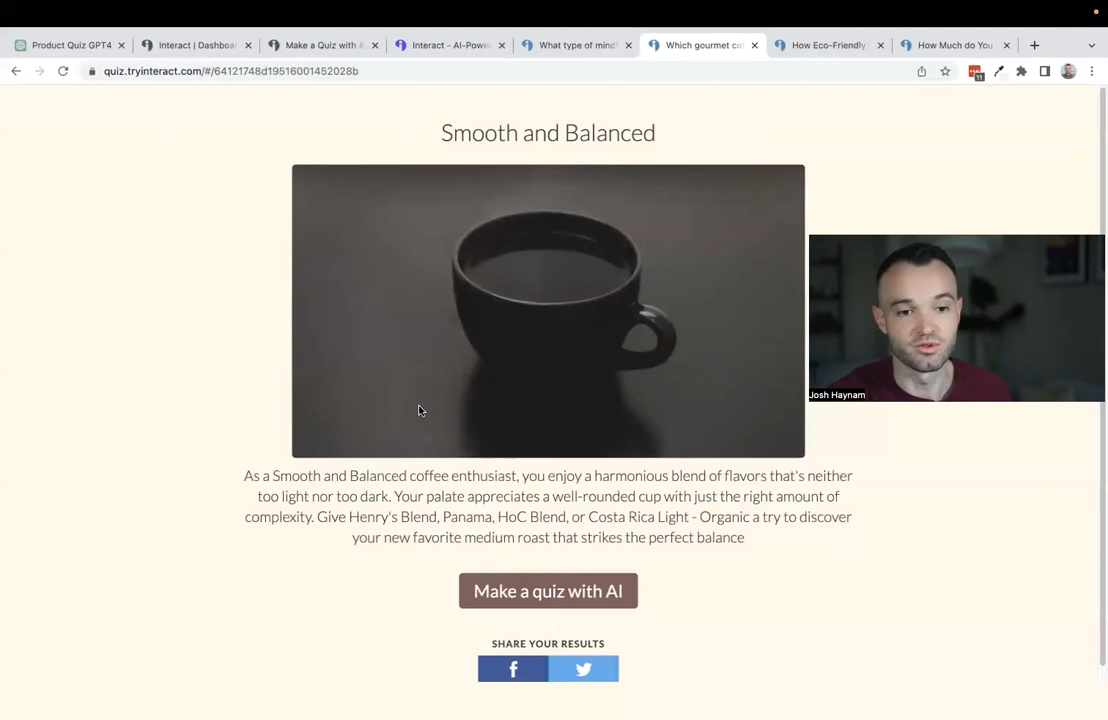 Product Quiz GPT4
Interact | Dashboa
Make a Quiz with A
Interact - AI-Powe
What type of mind
Which gourmet co
How Eco-Friendly
How Much do You
quiz.tryinteract.com/#/64121748d19516001452028b
11
Smooth and Balanced
Josh Haynam
As a Smooth and Balanced coffee enthusiast, you enjoy a harmonious blend of flavors that's neither
too light nor too dark. Your palate appreciates a well-rounded cup with just the right amount of
complexity. Give Henry's Blend, Panama, HoC Blend, or Costa Rica Light - Organic a try to discover
your new favorite medium roast that strikes the perfect balance
Make a quiz with AI
SHARE YOUR RESULTS